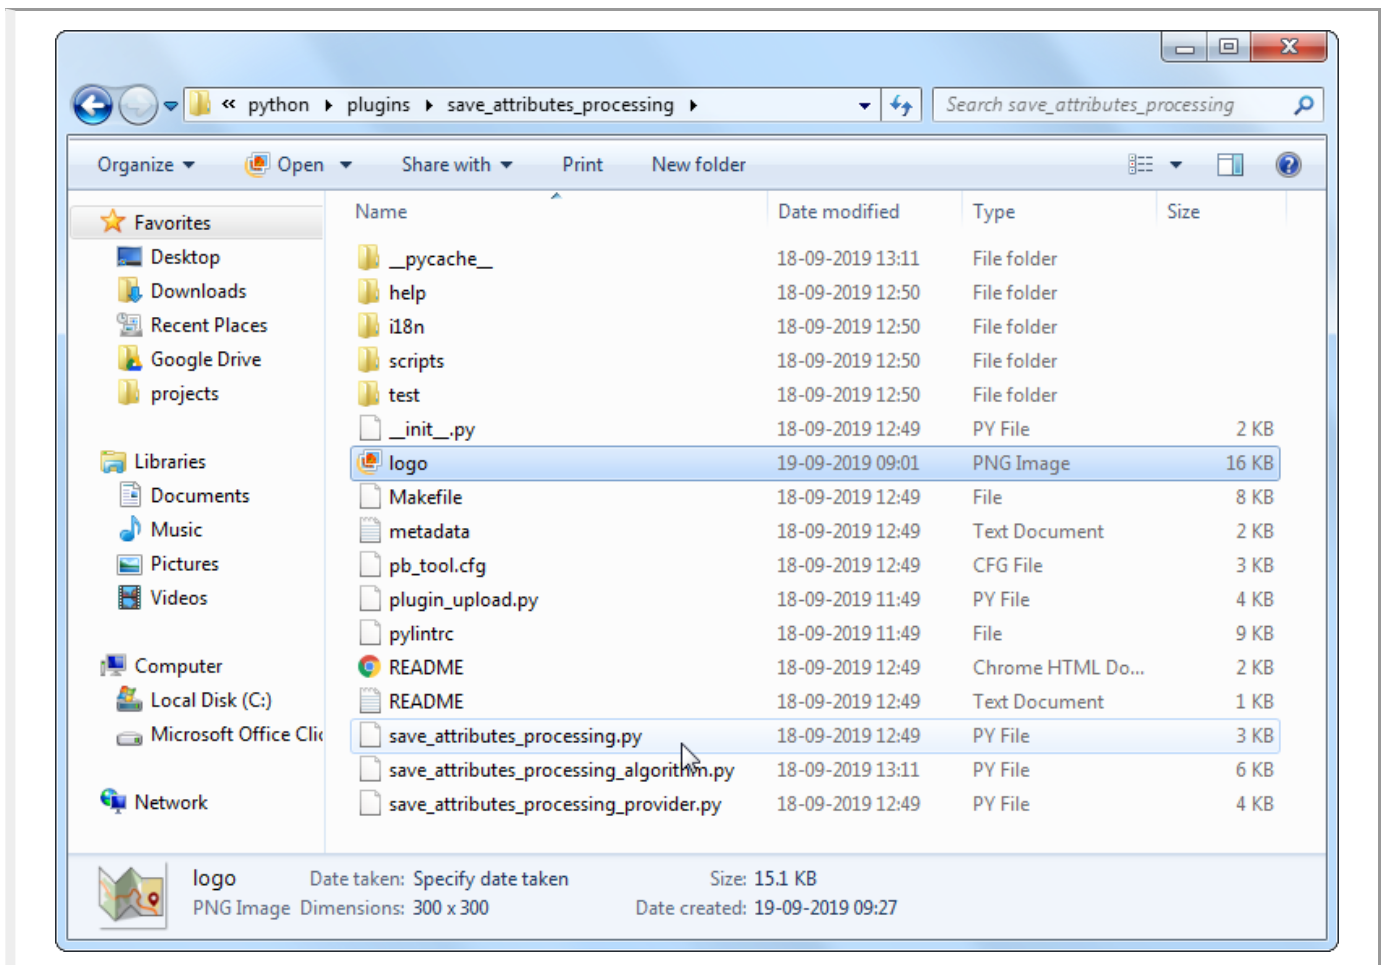 « python plugins save_attributes_processing Search save_attributes_processing
Organize Open Share with Print New folder
Name Date modified Type Size
Favorites
Desktop
Downloads
Recent Places
Google Drive
projects
Libraries
Documents
Music
Pictures
Videos
Computer
Local Disk (C:)
Microsoft Office Clic
Network
__pycache__ 18-09-2019 13:11 File folder
help 18-09-2019 12:50 File folder
i18n 18-09-2019 12:50 File folder
scripts 18-09-2019 12:50 File folder
test 18-09-2019 12:50 File folder
__init__.py 18-09-2019 12:49 PY File 2 KB
logo 19-09-2019 09:01 PNG Image 16 KB
Makefile 18-09-2019 12:49 File 8 KB
metadata 18-09-2019 12:49 Text Document 2 KB
pb_tool.cfg 18-09-2019 12:49 CFG File 3 KB
plugin_upload.py 18-09-2019 11:49 PY File 4 KB
pylintrc 18-09-2019 11:49 File 9 KB
README 18-09-2019 12:49 Chrome HTML Do... 2 KB
README 18-09-2019 12:49 Text Document 1 KB
save_attributes_processing.py 18-09-2019 12:49 PY File 3 KB
save_attributes_processing_algorithm.py 18-09-2019 13:11 PY File 6 KB
save_attributes_processing_provider.py 18-09-2019 12:49 PY File 4 KB
logo Date taken: Specify date taken Size: 15.1 KB
PNG Image Dimensions: 300 x 300 Date created: 19-09-2019 09:27